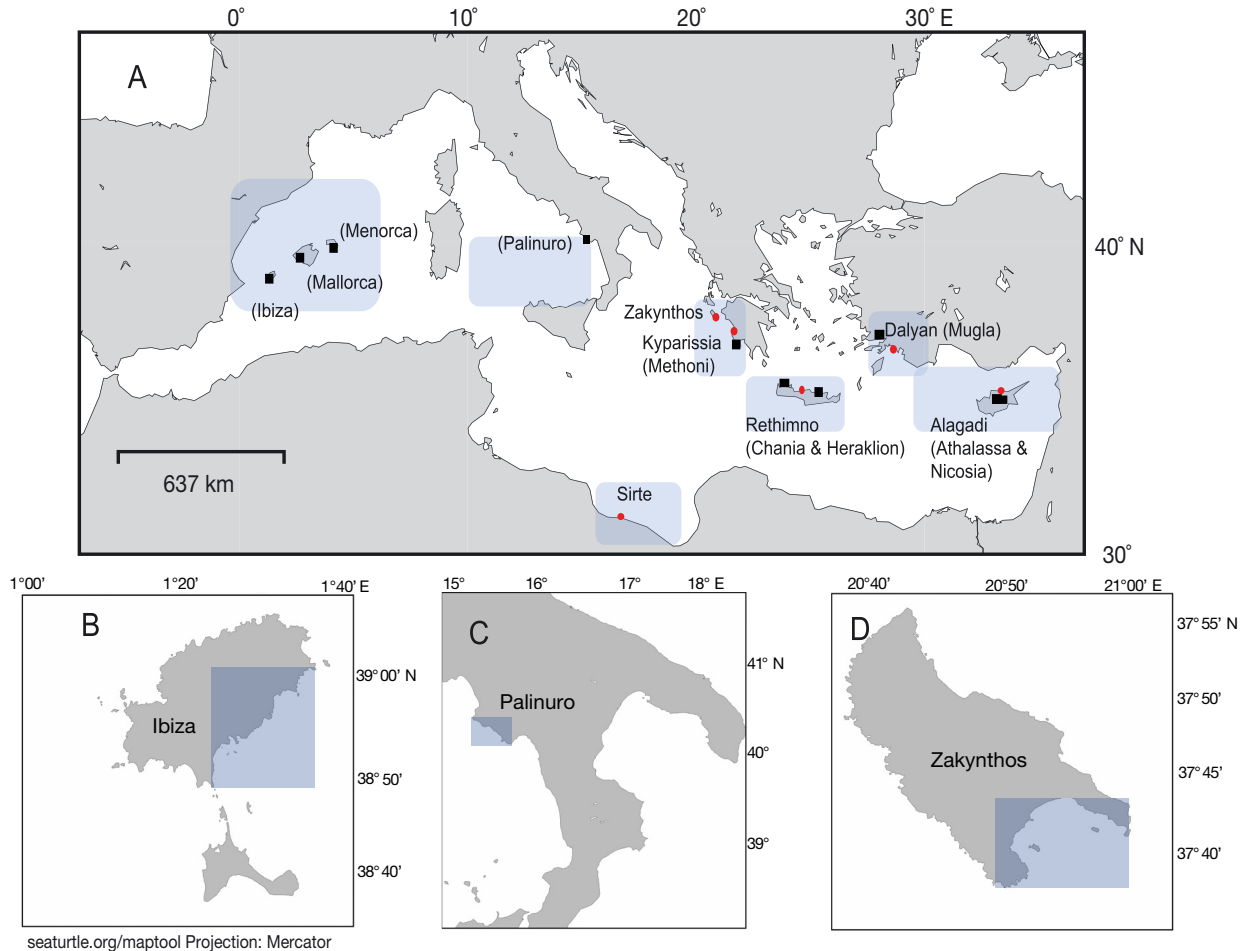 0° 10° 20° 30° E
A
(Menorca)
(Palinuro)
40° N
(Mallorca)
(Ibiza)
Zakynthos
Dalyan (Mugla)
Kyparissia
(Methoni)
Rethimno
(Chania & Heraklion)
Alagadi
(Athalassa &
Nicosia)
637 km
Sirte
30°
1°00' 1°20' 1°40' E
B
Ibiza
39° 00' N
38° 50'
38° 40'
15° 16° 17° 18° E
C
Palinuro
41° N
40°
39°
20°40' 20°50' 21°00' E
D
Zakynthos
37° 55' N
37° 50'
37° 45'
37° 40'
seaturtle.org/maptool Projection: Mercator